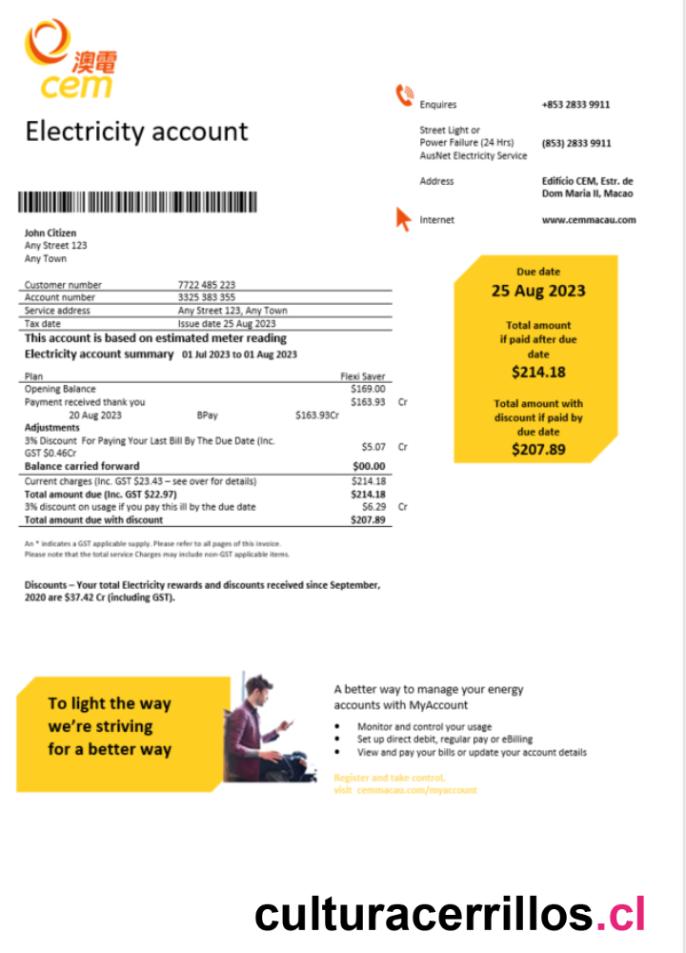 澳電
cem
Electricity account
Enquires +853 2833 9911
Street Light or
Power Failure (24 Hrs) (853) 2833 9911
AusNet Electricity Service
Address Edifício CEM, Estr. de
Dom Maria II, Macao
Internet www.cemmacau.com
John Citizen
Any Street 123
Any Town
Customer number 7722 485 223
Account number 3325 383 355
Service address Any Street 123, Any Town
Tax date Issue date 25 Aug 2023
This account is based on estimated meter reading
Electricity account summary 01 Jul 2023 to 01 Aug 2023
Due date
25 Aug 2023
Total amount
if paid after due
date
$214.18
Total amount with
discount if paid by
due date
$207.89
Plan Flexi Saver
Opening Balance $169.00
Payment received thank you $163.93 Cr
20 Aug 2023 BPay $163.93Cr
Adjustments
3% Discount For Paying Your Last Bill By The Due Date (Inc.
GST $0.46Cr $5.07 Cr
Balance carried forward $00.00
Current charges (Inc. GST $23.43 – see over for details) $214.18
Total amount due (Inc. GST $22.97) $214.18
3% discount on usage if you pay this ill by the due date $6.29 Cr
Total amount due with discount $207.89
An * indicates a GST applicable supply. Please refer to all pages of this invoice.
Please note that the total service Charges may include non-GST applicable items.
Discounts – Your total Electricity rewards and discounts received since September,
2020 are $37.42 Cr (including GST).
To light the way
we're striving
for a better way
A better way to manage your energy
accounts with MyAccount
• Monitor and control your usage
• Set up direct debit, regular pay or eBilling
• View and pay your bills or update your account details
Register and take control.
visit cemmacau.com/myaccount
culturacerrillos.cl